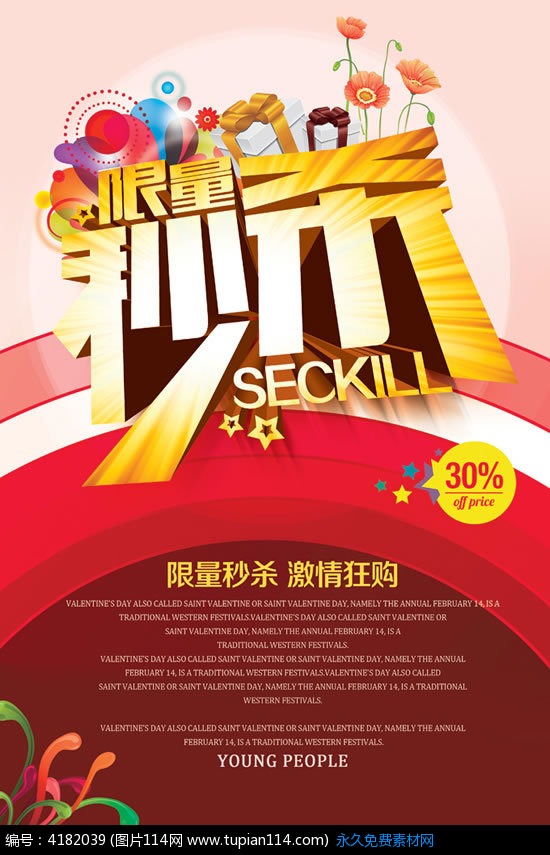 限量
秒杀
SECKILL
30%
off price
限量秒杀 激情狂购
VALENTINE'S DAY ALSO CALLED SAINT VALENTINE OR SAINT VALENTINE DAY, NAMELY THE ANNUAL FEBRUARY 14, IS A
TRADITIONAL WESTERN FESTIVALS.VALENTINE'S DAY ALSO CALLED SAINT VALENTINE OR
SAINT VALENTINE DAY, NAMELY THE ANNUAL FEBRUARY 14, IS A
TRADITIONAL WESTERN FESTIVALS.
VALENTINE'S DAY ALSO CALLED SAINT VALENTINE OR SAINT VALENTINE DAY, NAMELY THE ANNUAL
FEBRUARY 14, IS A TRADITIONAL WESTERN FESTIVALS.VALENTINE'S DAY ALSO CALLED
SAINT VALENTINE OR SAINT VALENTINE DAY, NAMELY THE ANNUAL FEBRUARY 14, IS A TRADITIONAL WESTERN
FESTIVALS.
VALENTINE'S DAY ALSO CALLED SAINT VALENTINE OR SAINT VALENTINE DAY, NAMELY THE ANNUAL
FEBRUARY 14, IS A TRADITIONAL WESTERN FESTIVALS.
YOUNG PEOPLE
编号：4182039 (图片114网 www.tupian114.com) 永久免费素材网